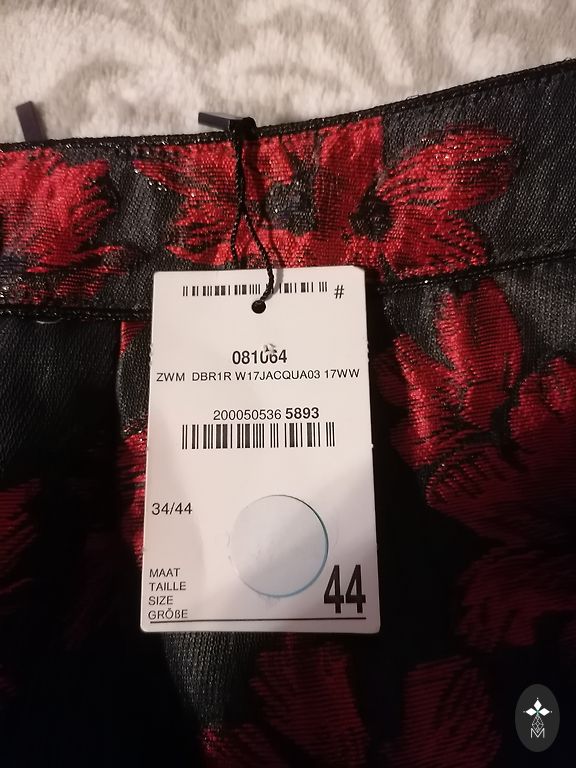 #
081064
ZWM DBR1R W17JACQUA03 17WW
200050536 5893
34/44
MAAT
TAILLE
SIZE
GRÖßE
44
M